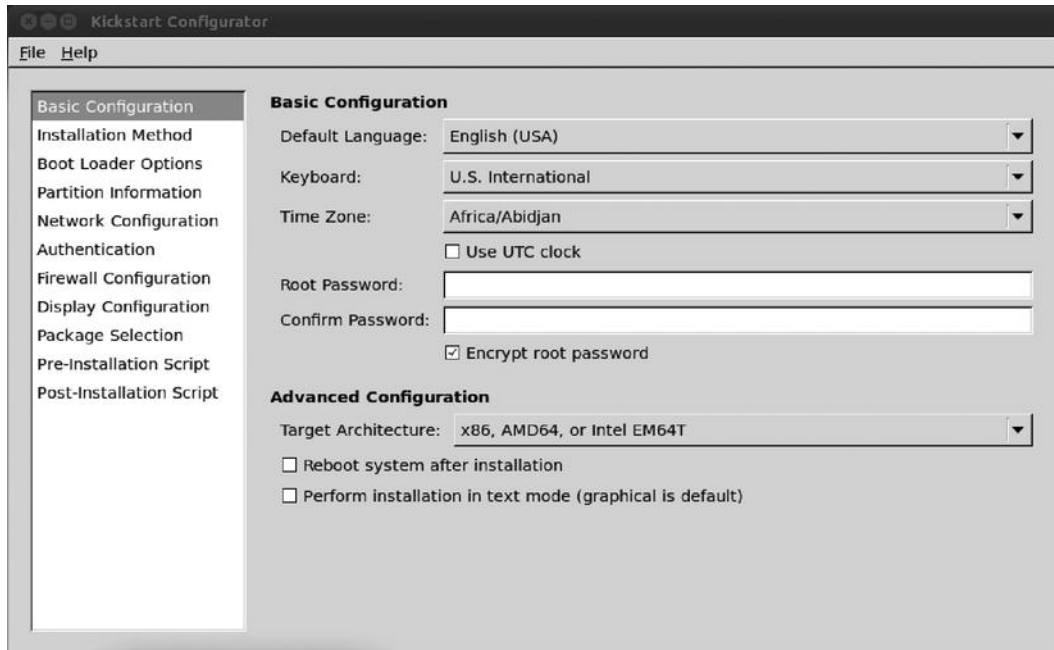 Kickstart Configurator
File Help
Basic Configuration
Installation Method
Boot Loader Options
Partition Information
Network Configuration
Authentication
Firewall Configuration
Display Configuration
Package Selection
Pre-Installation Script
Post-Installation Script
Basic Configuration
Default Language: English (USA)
Keyboard: U.S. International
Time Zone: Africa/Abidjan
Use UTC clock
Root Password:
Confirm Password:
Encrypt root password
Advanced Configuration
Target Architecture: x86, AMD64, or Intel EM64T
Reboot system after installation
Perform installation in text mode (graphical is default)